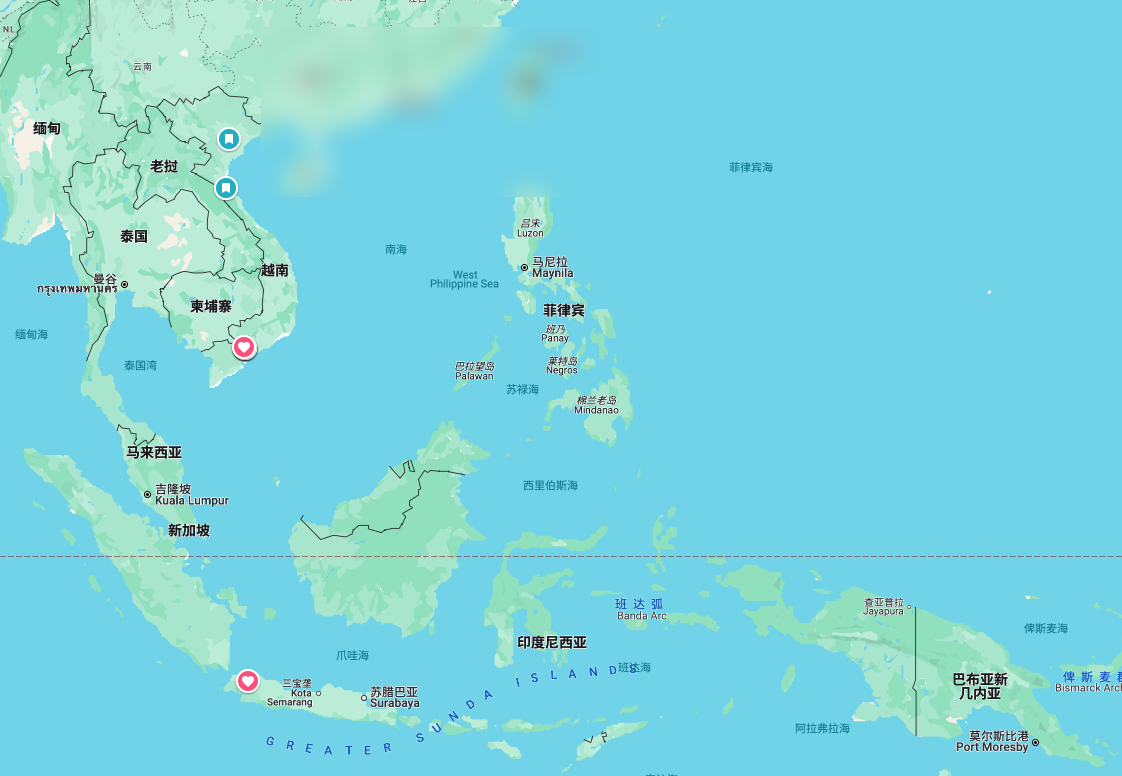 NL
云南
缅甸
老挝
菲律宾海
泰国
吕宋
Luzon
南海
West
Philippine Sea
马尼拉
Maynila
越南
曼谷
กรุงเทพมหานคร
柬埔寨
菲律宾
班乃
Panay
缅甸海
泰国湾
巴拉望岛
Palawan
莱特岛
Negros
苏禄海
棉兰老岛
Mindanao
马来西亚
吉隆坡
Kuala Lumpur
西里伯斯海
新加坡
班达弧
Banda Arc
查亚普拉
Jayapura
俾斯麦海
印度尼西亚
爪哇海
班达海
三宝垄
Kota
Semarang
苏腊巴亚
Surabaya
GREATER SUNDA ISLANDS
巴布亚新
几内亚
俾斯麦群
Bismarck Arch
阿拉弗拉海
莫尔斯比港
Port Moresby